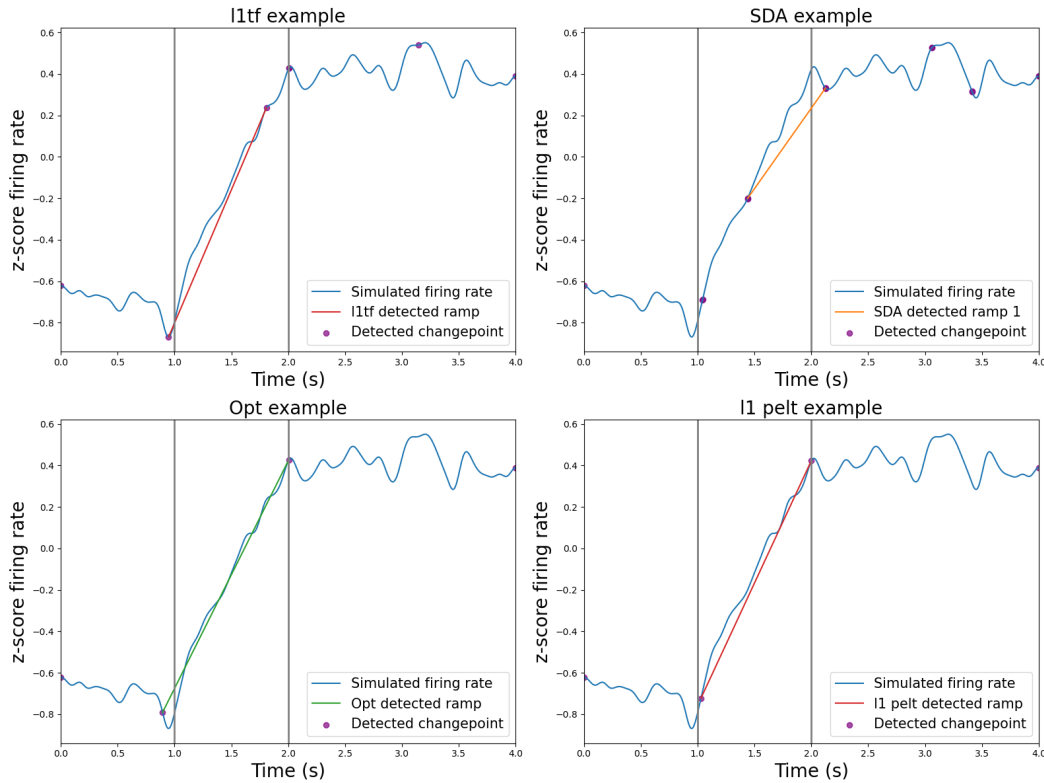 l1tf example
z-score firing rate
0.6
0.4
0.2
0.0
−0.2
−0.4
−0.6
−0.8
Simulated firing rate
l1tf detected ramp
Detected changepoint
0.0 0.5 1.0 1.5 2.0 2.5 3.0 3.5 4.0
Time (s)
SDA example
z-score firing rate
0.6
0.4
0.2
0.0
−0.2
−0.4
−0.6
−0.8
Simulated firing rate
SDA detected ramp 1
Detected changepoint
0.0 0.5 1.0 1.5 2.0 2.5 3.0 3.5 4.0
Time (s)
Opt example
z-score firing rate
0.6
0.4
0.2
0.0
−0.2
−0.4
−0.6
−0.8
Simulated firing rate
Opt detected ramp
Detected changepoint
0.0 0.5 1.0 1.5 2.0 2.5 3.0 3.5 4.0
Time (s)
l1 pelt example
z-score firing rate
0.6
0.4
0.2
0.0
−0.2
−0.4
−0.6
−0.8
Simulated firing rate
l1 pelt detected ramp
Detected changepoint
0.0 0.5 1.0 1.5 2.0 2.5 3.0 3.5 4.0
Time (s)